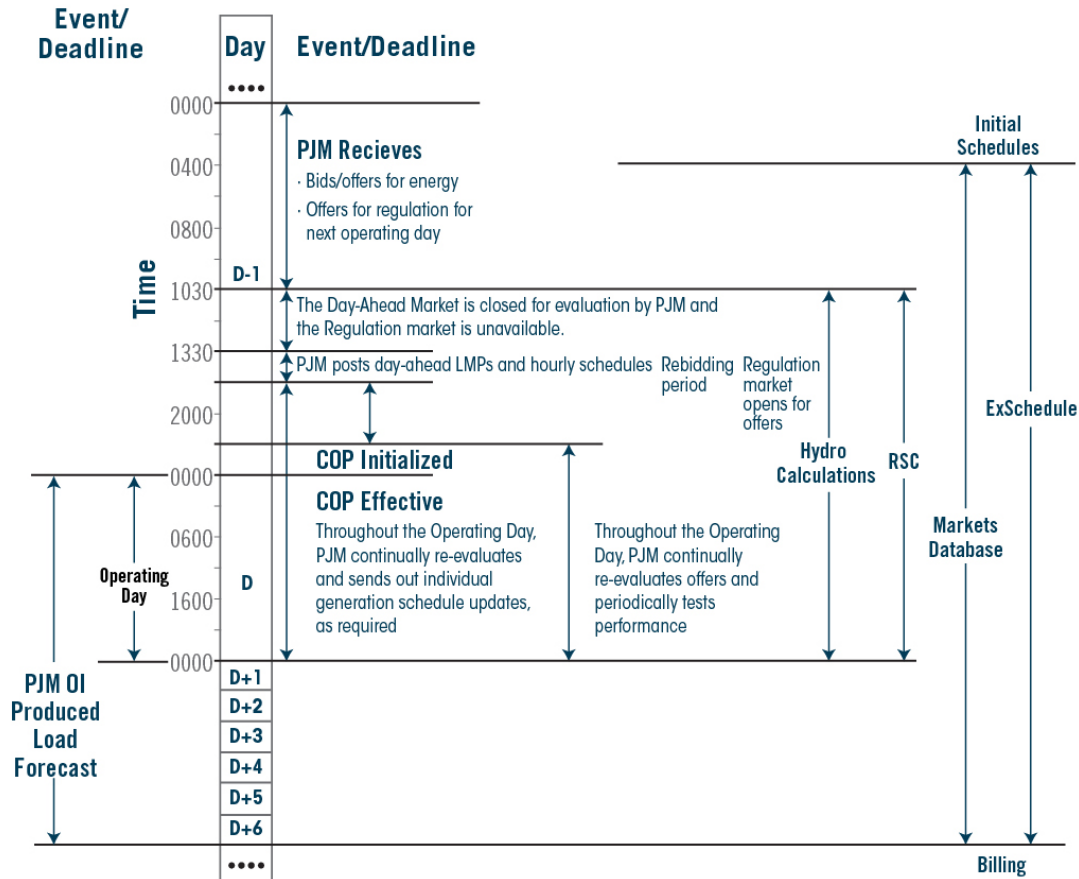 Event/
Deadline
Day
Event/Deadline
••••
Time
0000
0400
0800
1030
1330
2000
0000
0600
1600
0000
D-1
D
D+1
D+2
D+3
D+4
D+5
D+6
••••
PJM Recieves
· Bids/offers for energy
· Offers for regulation for
next operating day
The Day-Ahead Market is closed for evaluation by PJM and
the Regulation market is unavailable.
PJM posts day-ahead LMPs and hourly schedules
Rebidding
period
Regulation
market
opens for
offers
COP Initialized
COP Effective
Throughout the Operating Day,
PJM continually re-evaluates
and sends out individual
generation schedule updates,
as required
Throughout the Operating
Day, PJM continually
re-evaluates offers and
periodically tests
performance
Operating
Day
PJM OI
Produced
Load
Forecast
Hydro
Calculations
RSC
Initial
Schedules
Markets
Database
ExSchedule
Billing